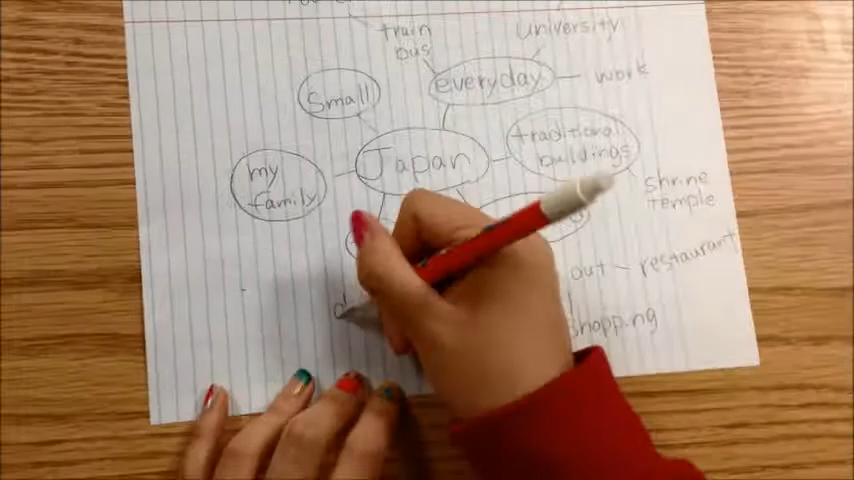 train
bus
University
everyday
work
Small
traditional
buildings
Japan
my
family
shrine
temple
out
restaurant
shopping